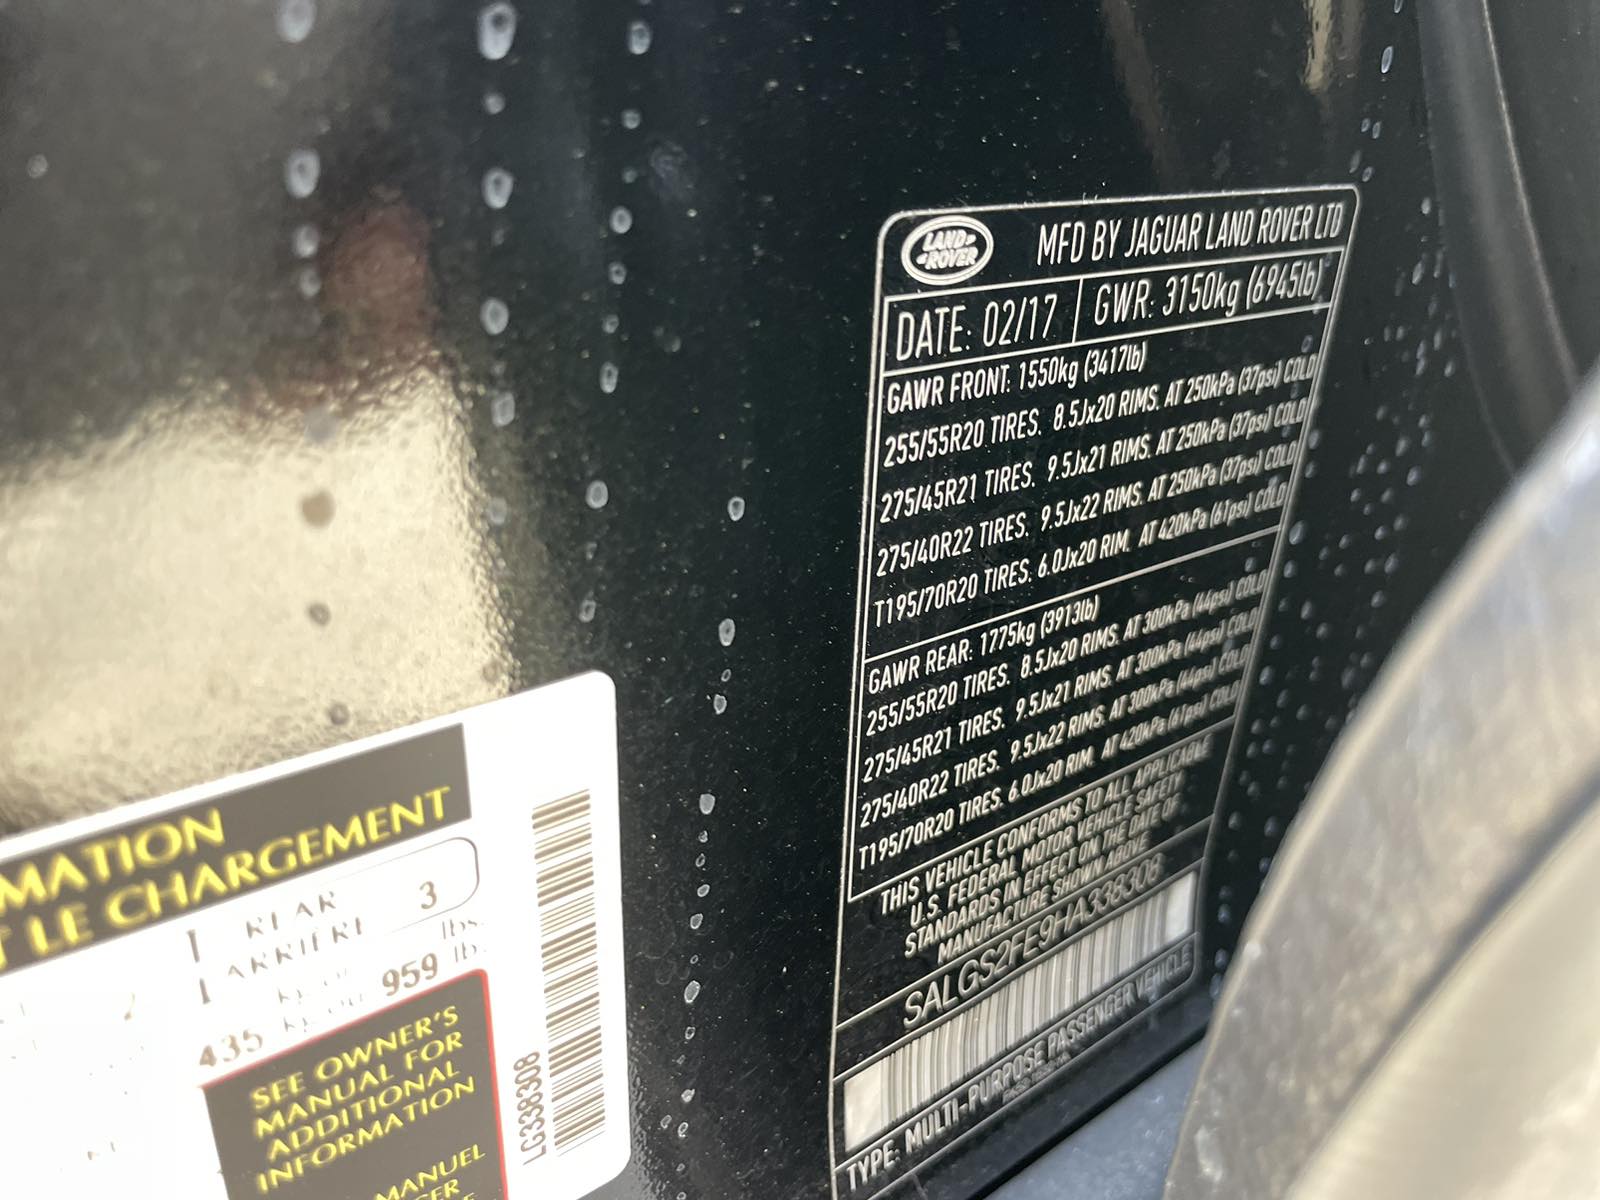 LAND-
-ROVER
MFD BY JAGUAR LAND ROVER LTD
DATE: 02/17 GWR: 3150kg (6945lb)
GAWR FRONT: 1550kg (3417lb)
255/55R20 TIRES. 8.5Jx20 RIMS. AT 250kPa (37psi) COLD
275/45R21 TIRES. 9.5Jx21 RIMS. AT 250kPa (37psi) COLD
275/40R22 TIRES. 9.5Jx22 RIMS. AT 250kPa (37psi) COLD
T195/70R20 TIRES. 6.0Jx20 RIM. AT 420kPa (61psi) COLD
GAWR REAR: 1775kg (3913lb)
255/55R20 TIRES. 8.5Jx20 RIMS. AT 300kPa (44psi) COLD
275/45R21 TIRES. 9.5Jx21 RIMS. AT 300kPa (44psi) COLD
275/40R22 TIRES. 9.5Jx22 RIMS. AT 300kPa (44psi) COLD
T195/70R20 TIRES. 6.0Jx20 RIM. AT 420kPa (61psi) COLD
THIS VEHICLE CONFORMS TO ALL APPLICABLE
U.S. FEDERAL MOTOR VEHICLE SAFETY
STANDARDS IN EFFECT ON THE DATE OF
MANUFACTURE SHOWN ABOVE
SALGS2FE9HA338308
TYPE: MULTI-PURPOSE PASSENGER VEHICLE
MATION
T LE CHARGEMENT
REAR 3
ARRIÈRE
lbs.
435 959 lb.
SEE OWNER'S
MANUAL FOR
ADDITIONAL
INFORMATION
MANUEL
LG338308